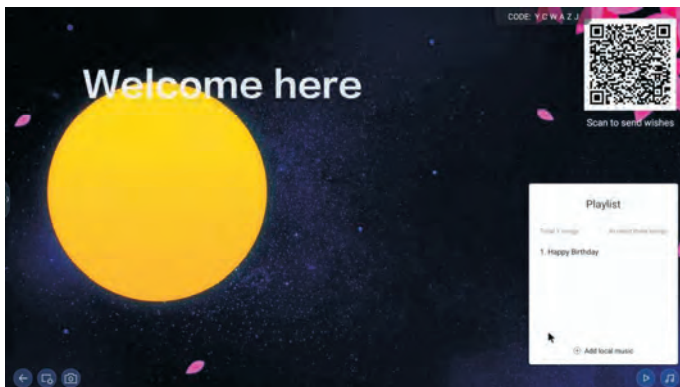 CODE: Y C W A Z J
Welcome here
Scan to send wishes
Playlist
1. Happy Birthday
Add local music